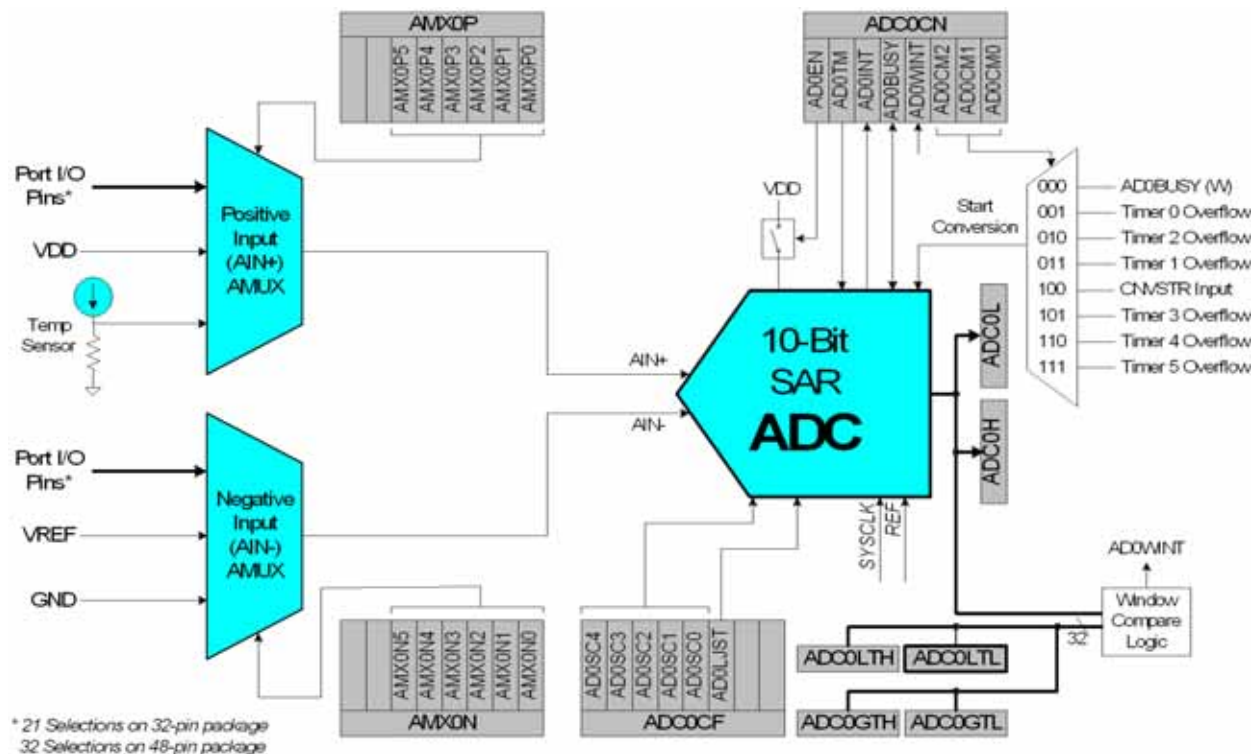 AMX0P
AMX0P5
AMX0P4
AMX0P3
AMX0P2
AMX0P1
AMX0P0
ADC0CN
AD0EN
AD0TM
AD0INT
AD0BUSY
AD0WINT
AD0CM2
AD0CM1
AD0CM0
Port I/O
Pins*
VDD
Temp
Sensor
Positive
Input
(AIN+)
AMUX
VDD
Start
Conversion
000 AD0BUSY (W)
001 Timer 0 Overflow
010 Timer 2 Overflow
011 Timer 1 Overflow
100 CNVSTR Input
101 Timer 3 Overflow
110 Timer 4 Overflow
111 Timer 5 Overflow
AIN+
AIN-
10-Bit
SAR
ADC
ADC0L
ADC0H
Port I/O
Pins*
VREF
GND
Negative
Input
(AIN-)
AMUX
SYSCLK
REF
AD0WINT
Window
Compare
Logic
32
ADC0LTH
ADC0LTL
ADC0GTH
ADC0GTL
AMX0N5
AMX0N4
AMX0N3
AMX0N2
AMX0N1
AMX0N0
AMX0N
AD0SC4
AD0SC3
AD0SC2
AD0SC1
AD0SC0
AD0LJST
ADC0CF
* 21 Selections on 32-pin package
32 Selections on 48-pin package